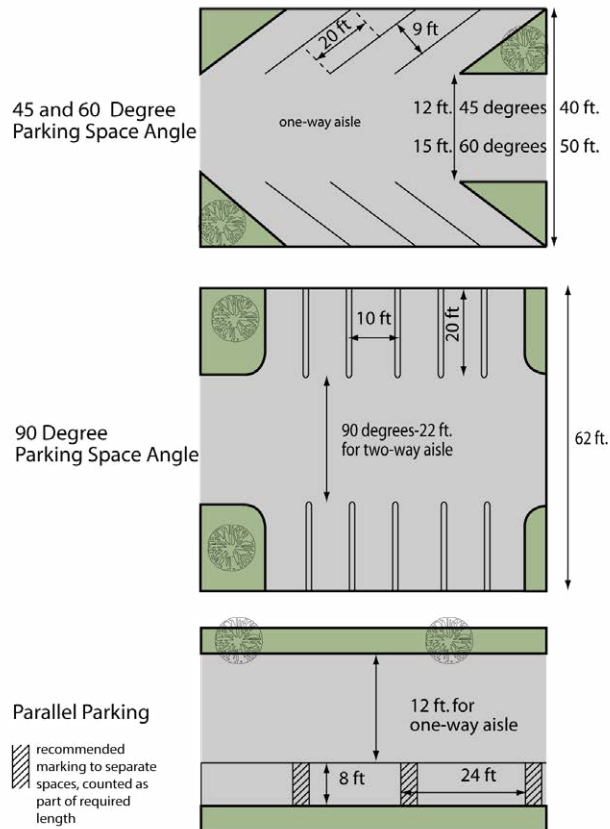 45 and 60 Degree
Parking Space Angle
20 ft
9 ft
one-way aisle
12 ft. 45 degrees
15 ft. 60 degrees
40 ft.
50 ft.
90 Degree
Parking Space Angle
10 ft
20 ft
90 degrees-22 ft.
for two-way aisle
62 ft.
Parallel Parking
recommended
marking to separate
spaces, counted as
part of required
length
12 ft. for
one-way aisle
8 ft
24 ft